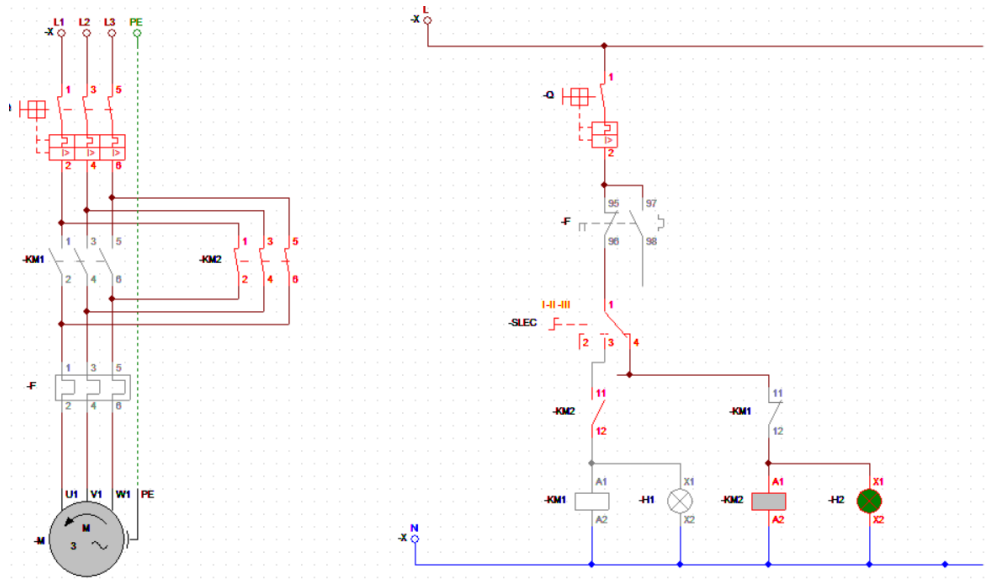 L1 L2 L3 PE
-X
1 3 5
2 4 6
-KM1
1 3 5
2 4 6
-KM2
1 3 5
2 4 6
-F
1 3 5
2 4 6
U1 V1 W1 PE
-M
M
3
L
-X
1
-Q
I>
2
95 97
-F
96 98
I-II-III
1
-SLEC
2 3 4
11 11
-KM2 -KM1
12 12
A1 X1 A1 X1
-KM1 -H1 -KM2 -H2
A2 X2 A2 X2
N
-X